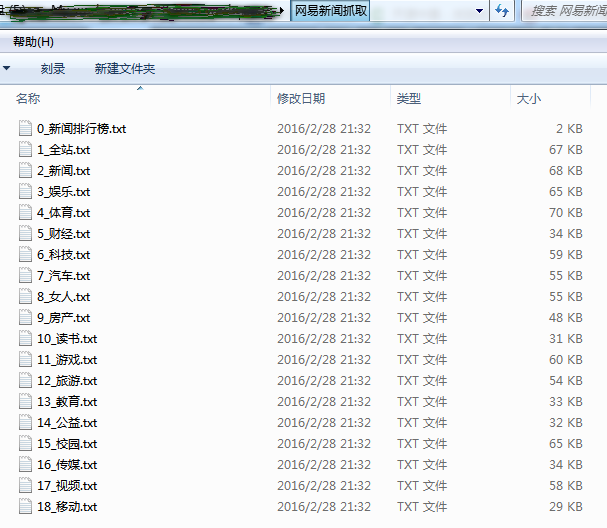 网易新闻抓取 搜索 网易新闻
帮助(H)
刻录 新建文件夹
名称 修改日期 类型 大小
0_新闻排行榜.txt 2016/2/28 21:32 TXT 文件 2 KB
1_全站.txt 2016/2/28 21:32 TXT 文件 67 KB
2_新闻.txt 2016/2/28 21:32 TXT 文件 68 KB
3_娱乐.txt 2016/2/28 21:32 TXT 文件 65 KB
4_体育.txt 2016/2/28 21:32 TXT 文件 70 KB
5_财经.txt 2016/2/28 21:32 TXT 文件 34 KB
6_科技.txt 2016/2/28 21:32 TXT 文件 59 KB
7_汽车.txt 2016/2/28 21:32 TXT 文件 55 KB
8_女人.txt 2016/2/28 21:32 TXT 文件 55 KB
9_房产.txt 2016/2/28 21:32 TXT 文件 48 KB
10_读书.txt 2016/2/28 21:32 TXT 文件 31 KB
11_游戏.txt 2016/2/28 21:32 TXT 文件 60 KB
12_旅游.txt 2016/2/28 21:32 TXT 文件 54 KB
13_教育.txt 2016/2/28 21:32 TXT 文件 33 KB
14_公益.txt 2016/2/28 21:32 TXT 文件 32 KB
15_校园.txt 2016/2/28 21:32 TXT 文件 65 KB
16_传媒.txt 2016/2/28 21:32 TXT 文件 34 KB
17_视频.txt 2016/2/28 21:32 TXT 文件 58 KB
18_移动.txt 2016/2/28 21:32 TXT 文件 29 KB